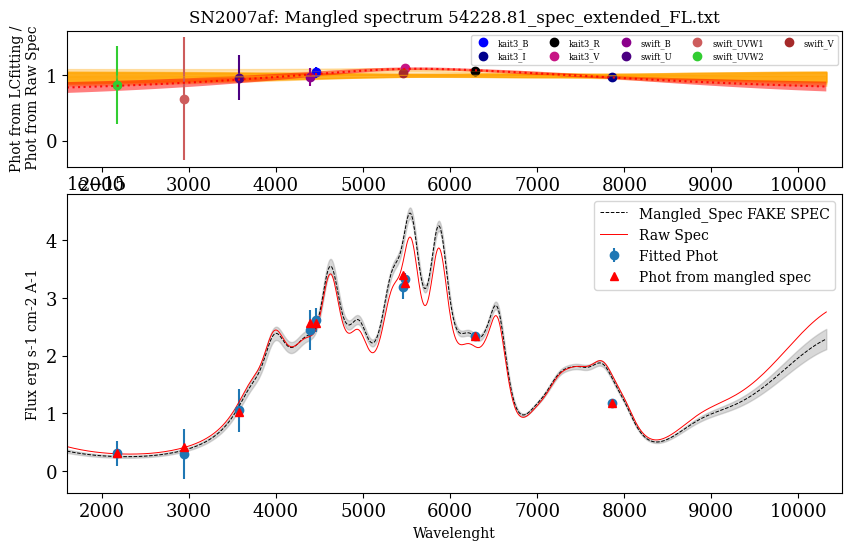 SN2007af: Mangled spectrum 54228.81_spec_extended_FL.txt
Phot from LCfitting /
Phot from Raw Spec
1
0
kait3_B
kait3_I
kait3_R
kait3_V
swift_B
swift_U
swift_UVW1
swift_UVW2
swift_V
2000 3000 4000 5000 6000 7000 8000 9000 10000
1e−15
Flux erg s-1 cm-2 A-1
4
3
2
1
0
Mangled_Spec FAKE SPEC
Raw Spec
Fitted Phot
Phot from mangled spec
2000 3000 4000 5000 6000 7000 8000 9000 10000
Wavelenght